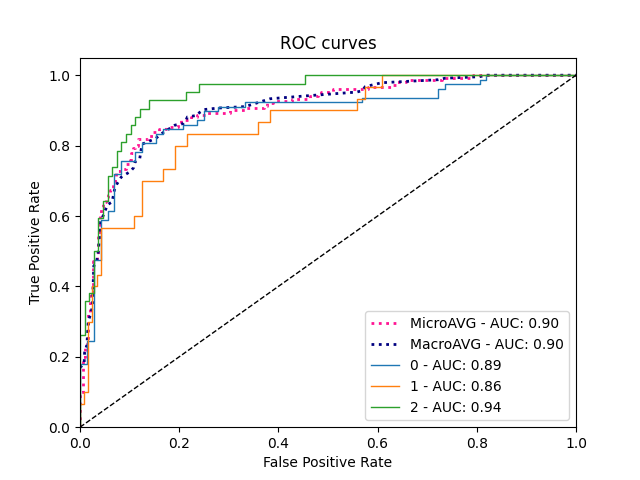 ROC curves
True Positive Rate
1.0
0.8
0.6
0.4
0.2
0.0
MicroAVG - AUC: 0.90
MacroAVG - AUC: 0.90
0 - AUC: 0.89
1 - AUC: 0.86
2 - AUC: 0.94
0.0 0.2 0.4 0.6 0.8 1.0
False Positive Rate